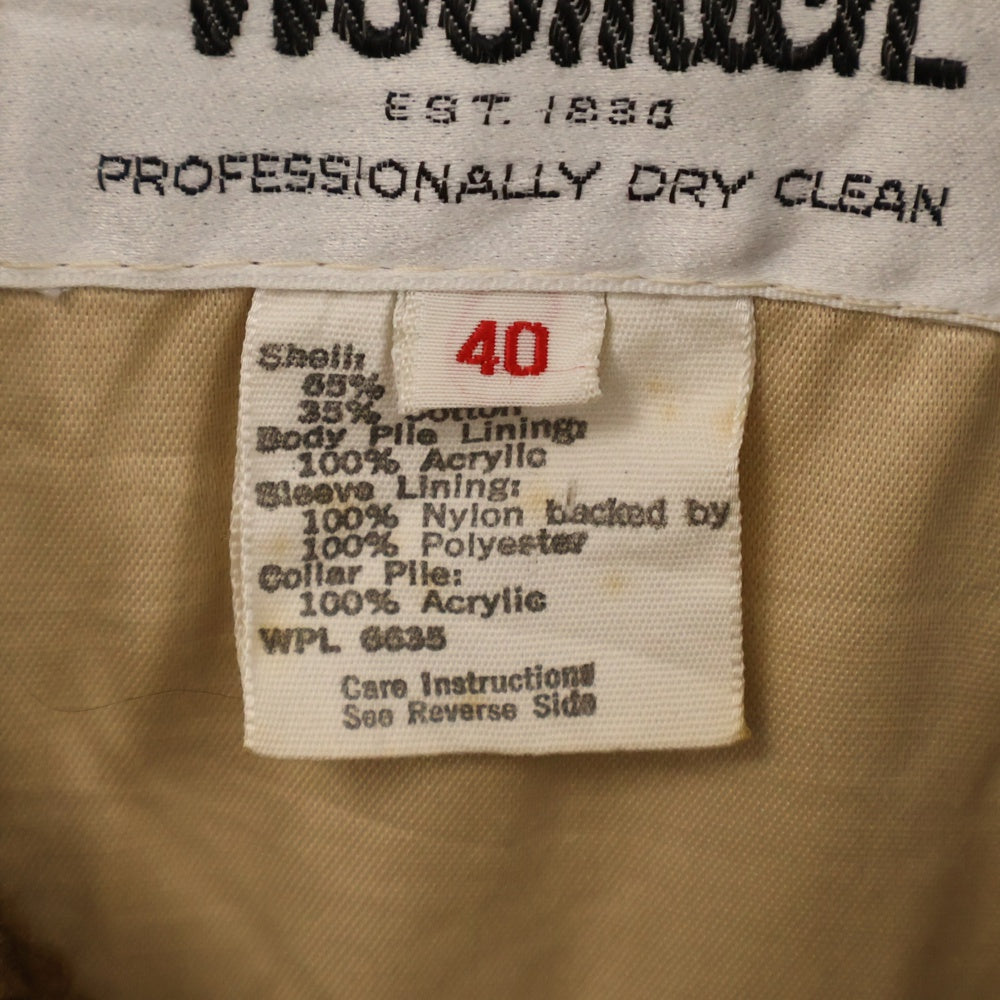 EST. 1830
PROFESSIONALLY DRY CLEAN
40
Shell:
65%
35% Cotton
Body Pile Lining:
100% Acrylic
Sleeve Lining:
100% Nylon backed by
100% Polyester
Collar Pile:
100% Acrylic
WPL 6635
Care Instructions
See Reverse Side